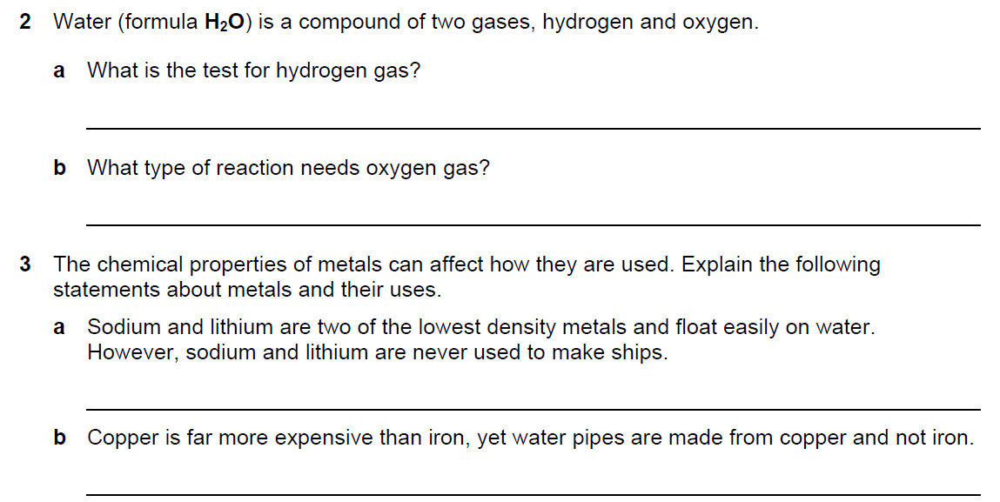 2 Water (formula H₂O) is a compound of two gases, hydrogen and oxygen.
a What is the test for hydrogen gas?
b What type of reaction needs oxygen gas?
3 The chemical properties of metals can affect how they are used. Explain the following
statements about metals and their uses.
a Sodium and lithium are two of the lowest density metals and float easily on water.
However, sodium and lithium are never used to make ships.
b Copper is far more expensive than iron, yet water pipes are made from copper and not iron.